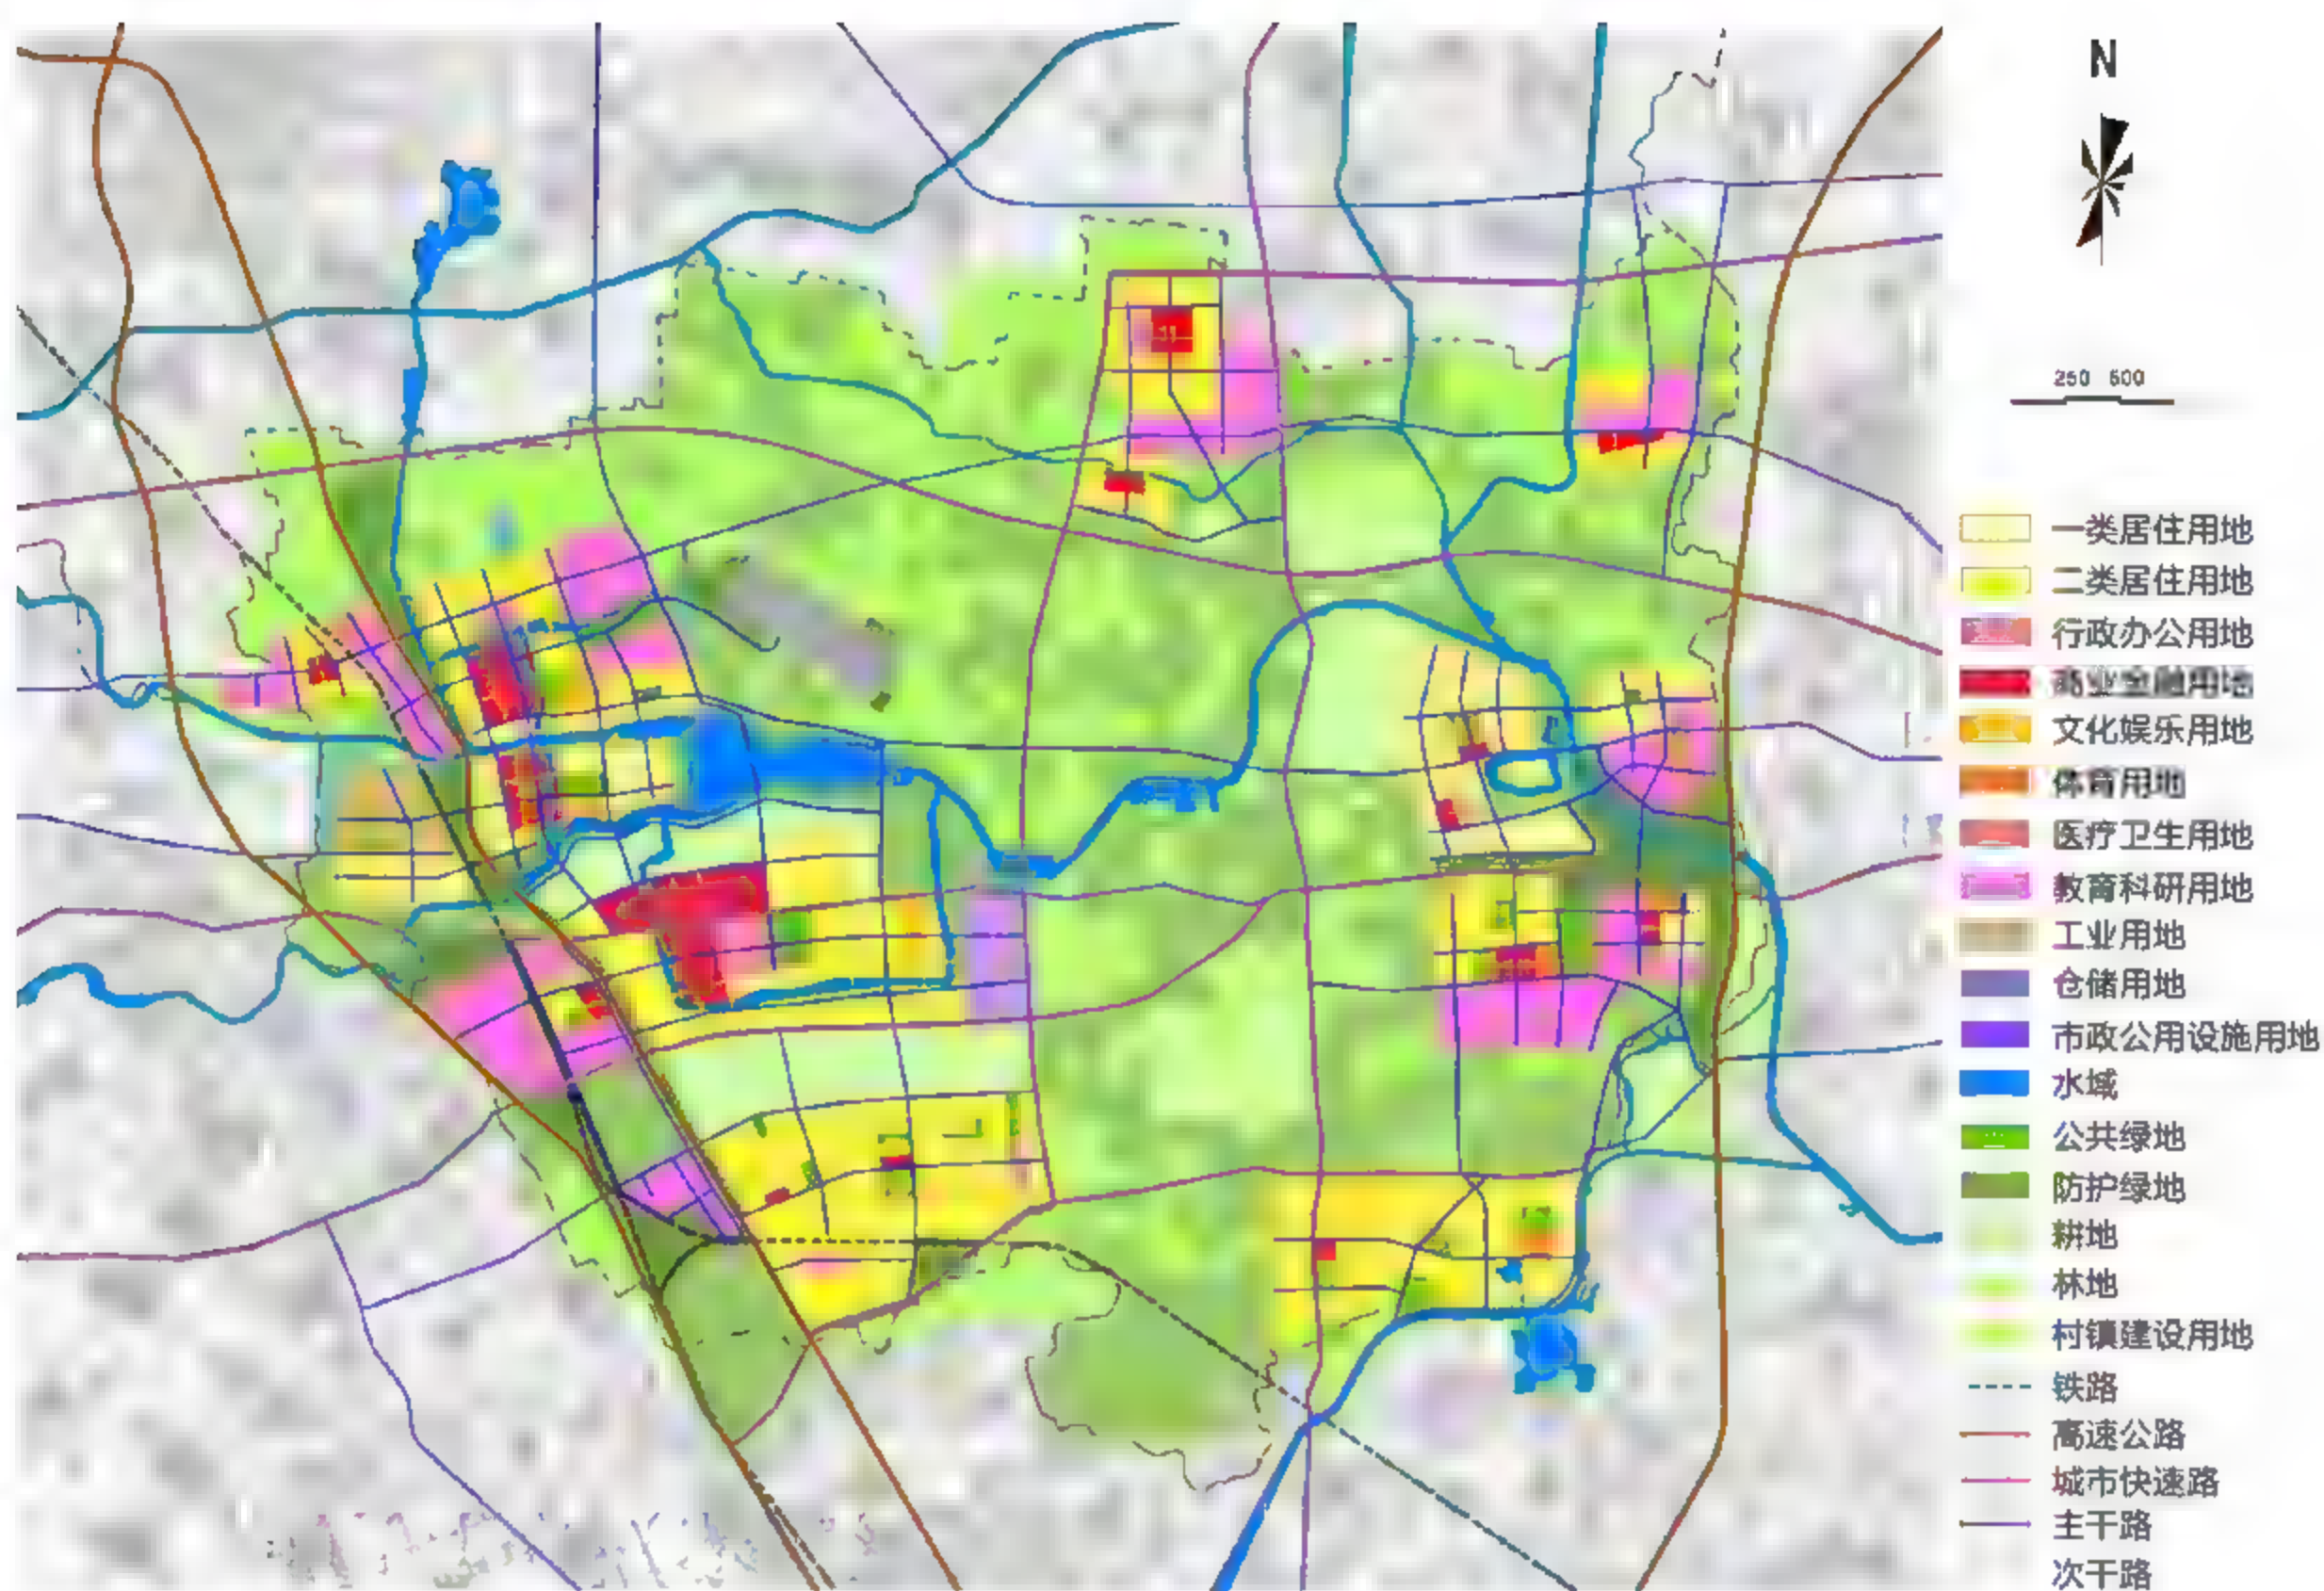 N
250 500
一类居住用地
二类居住用地
行政办公用地
商业金融用地
文化娱乐用地
体育用地
医疗卫生用地
教育科研用地
工业用地
仓储用地
市政公用设施用地
水域
公共绿地
防护绿地
耕地
林地
村镇建设用地
铁路
高速公路
城市快速路
主干路
次干路